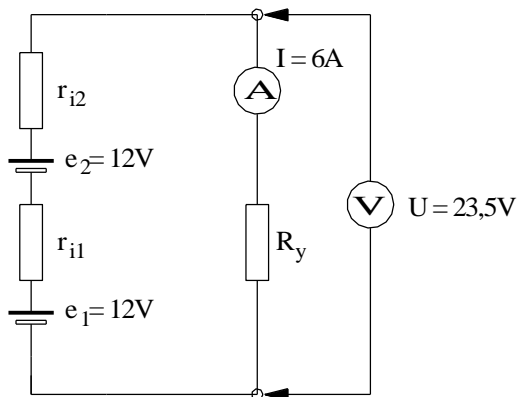 I = 6A
A
r_i2
e_2 = 12V
V
U = 23,5V
r_i1
R_y
e_1 = 12V